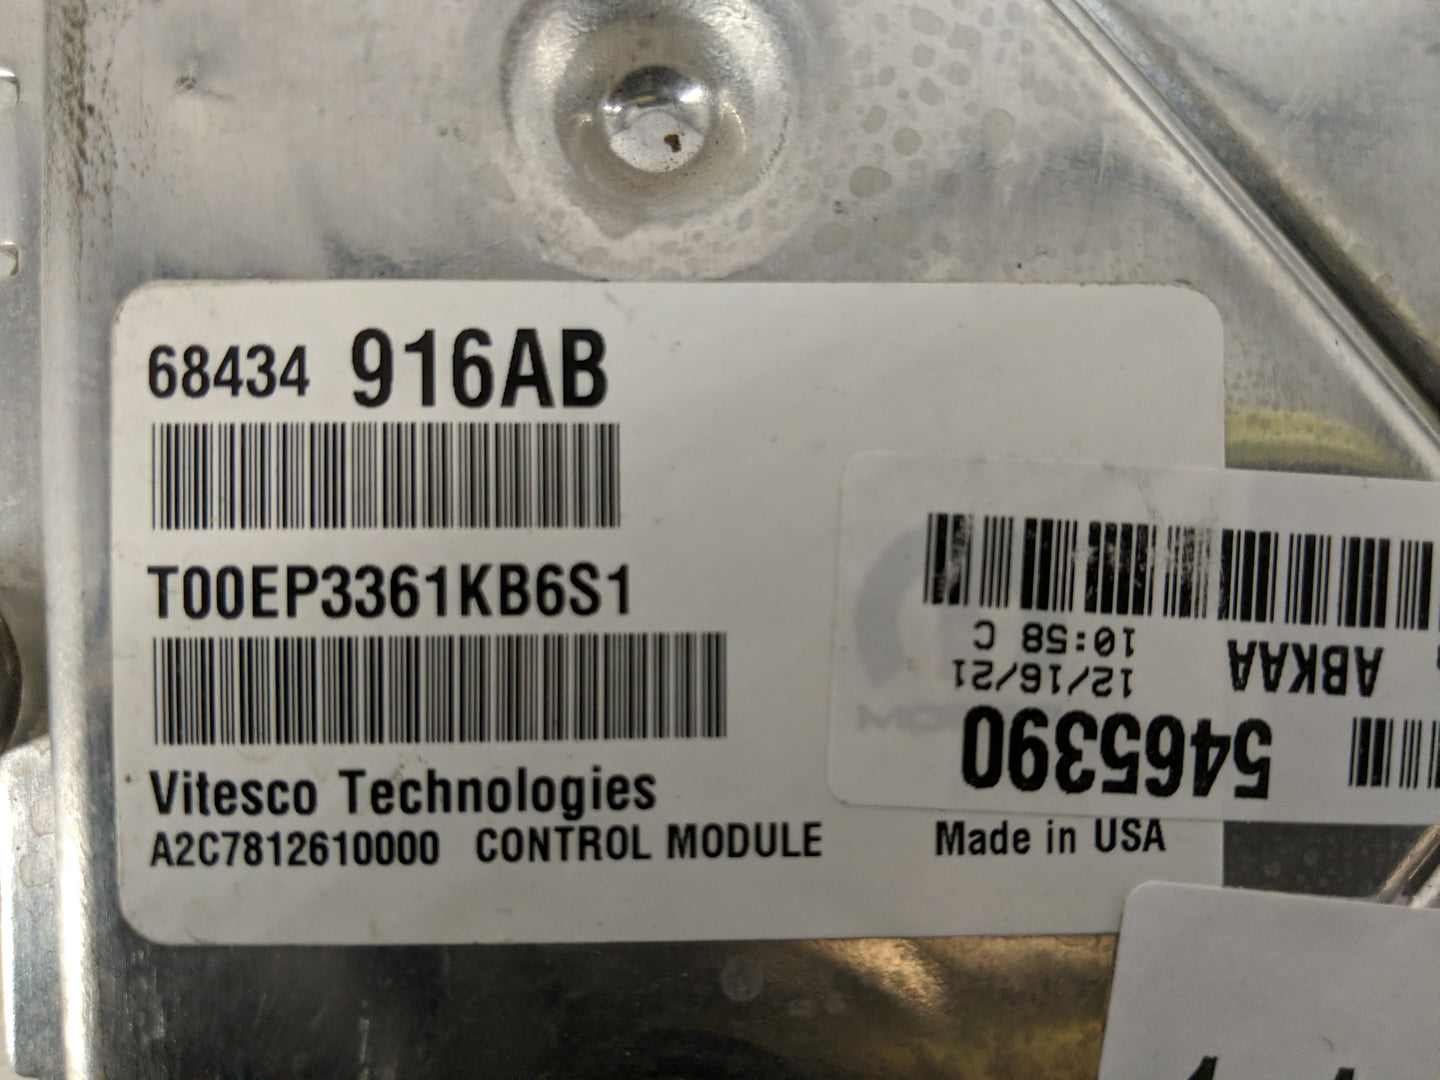 68434 916AB
T00EP3361KB6S1
Vitesco Technologies
A2C7812610000 CONTROL MODULE Made in USA
5465390
12/16/21
10:58 C
ABKAA